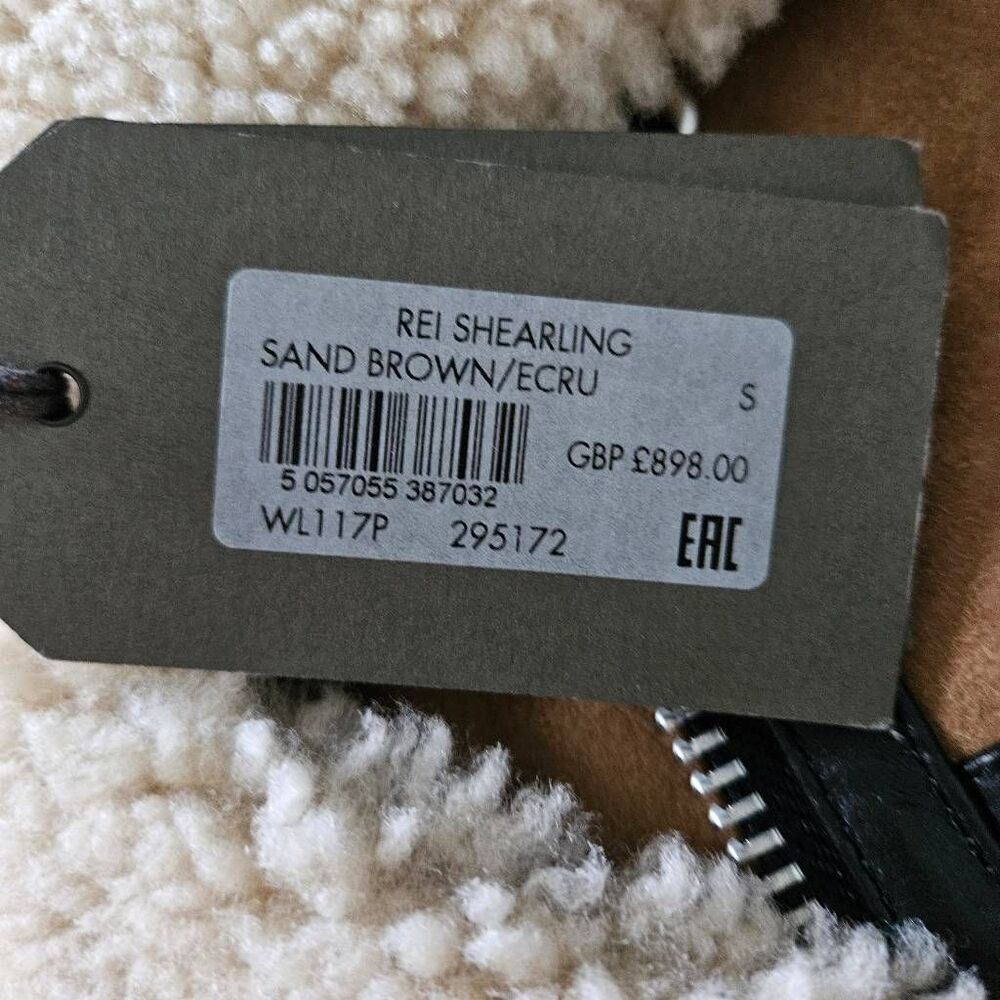 REI SHEARLING
SAND BROWN/ECRU
S
GBP £898.00
5 057055 387032
WL117P 295172
EAC